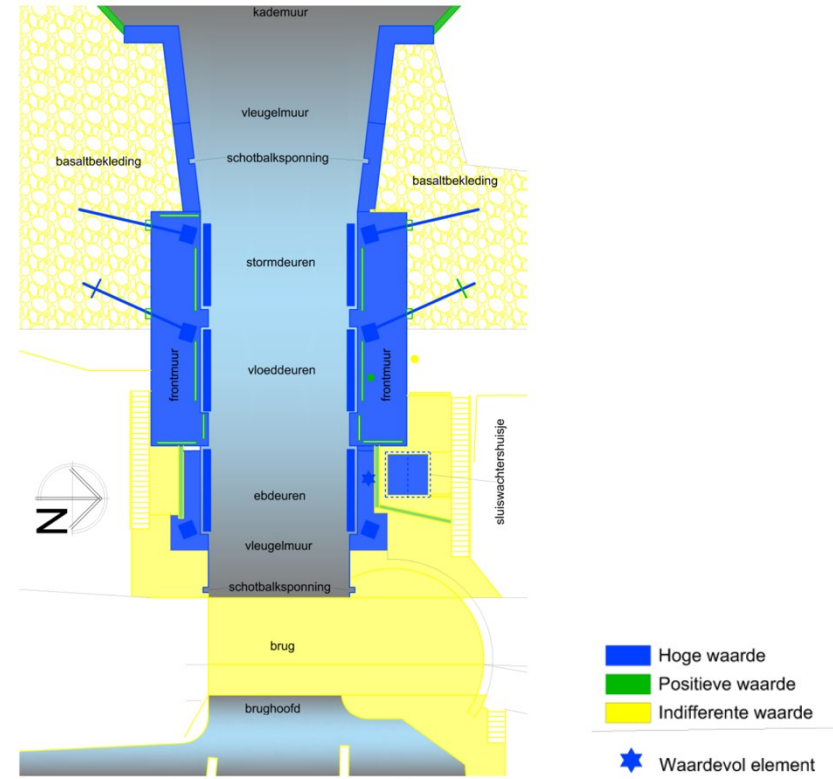 kademuur
vleugelmuur
schotbalksponning
basaltbekleding
basaltbekleding
stormdeuren
vloeddeuren
frontmuur
frontmuur
sluiswachtershuisje
N
ebdeuren
vleugelmuur
schotbalksponning
brug
brughoofd
Hoge waarde
Positieve waarde
Indifferente waarde
Waardevol element